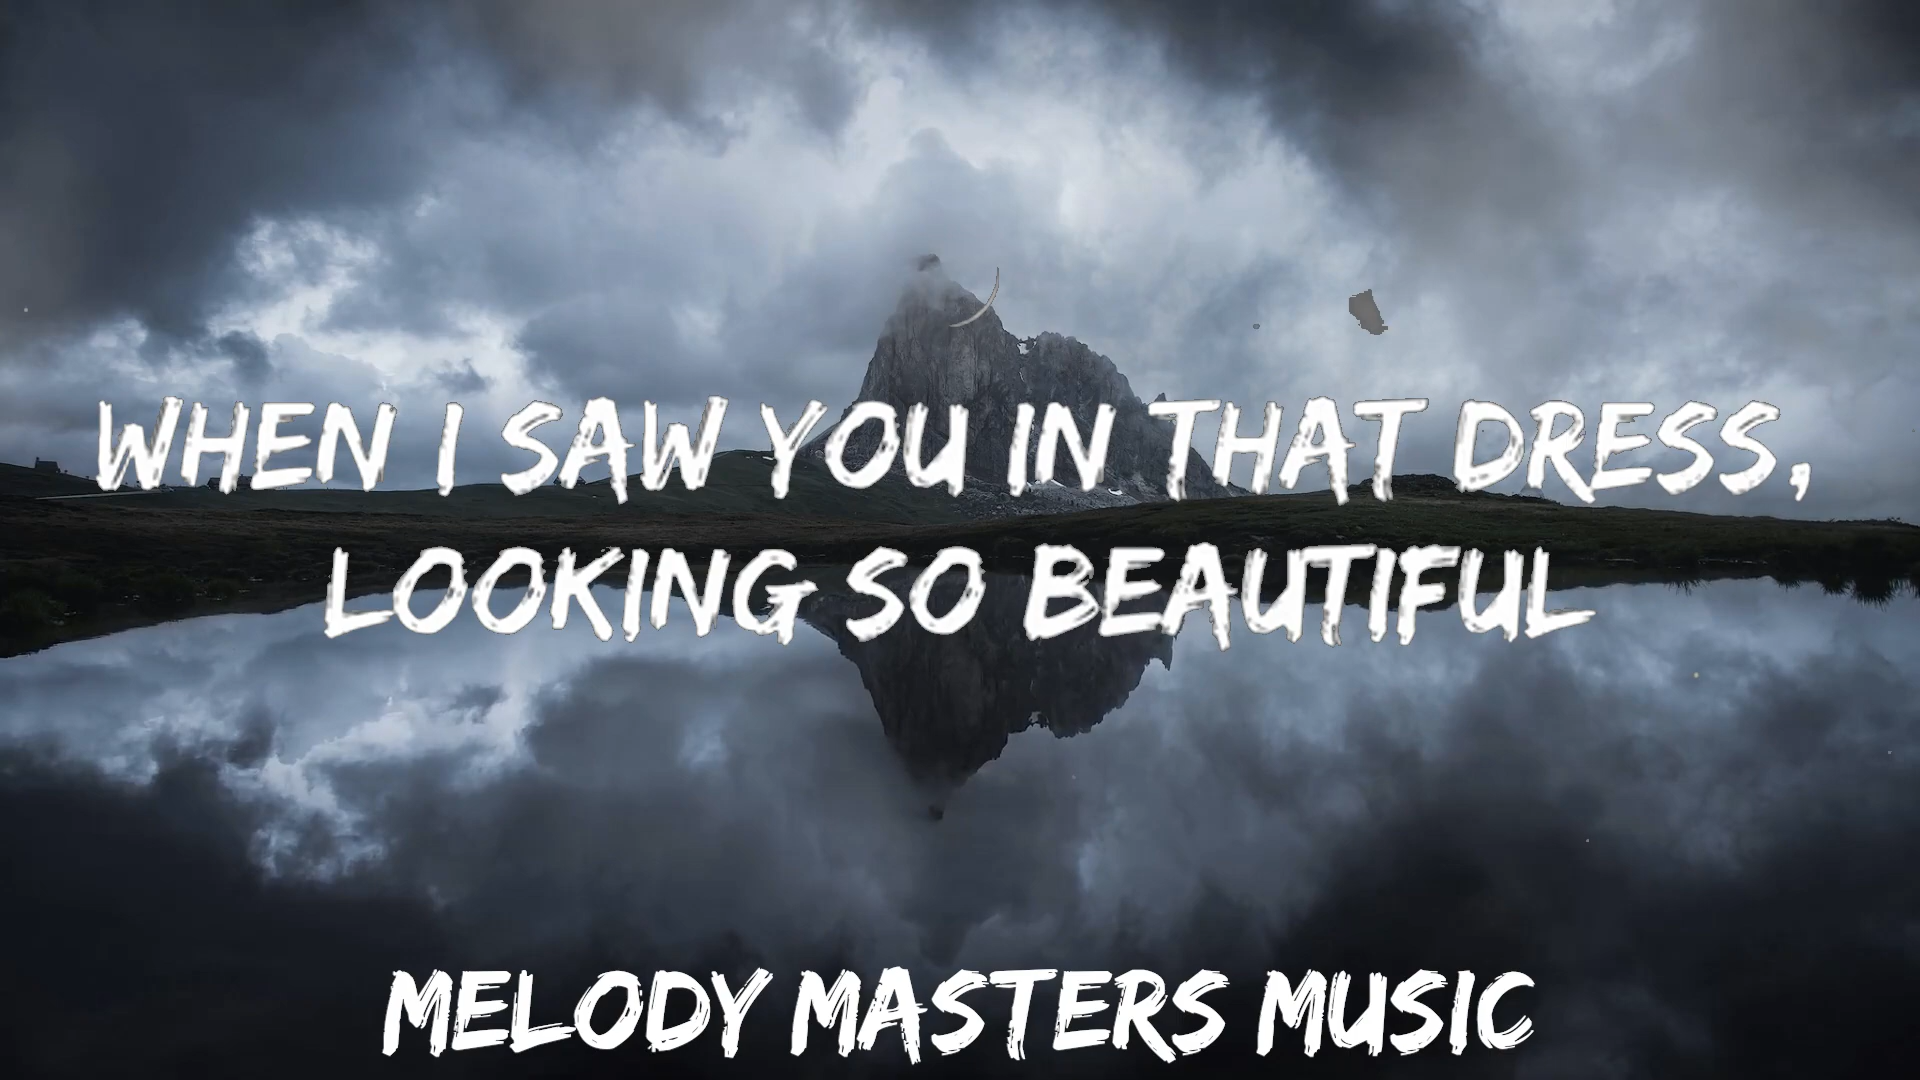 WHEN I SAW YOU IN THAT DRESS,
LOOKING SO BEAUTIFUL
MELODY MASTERS MUSIC